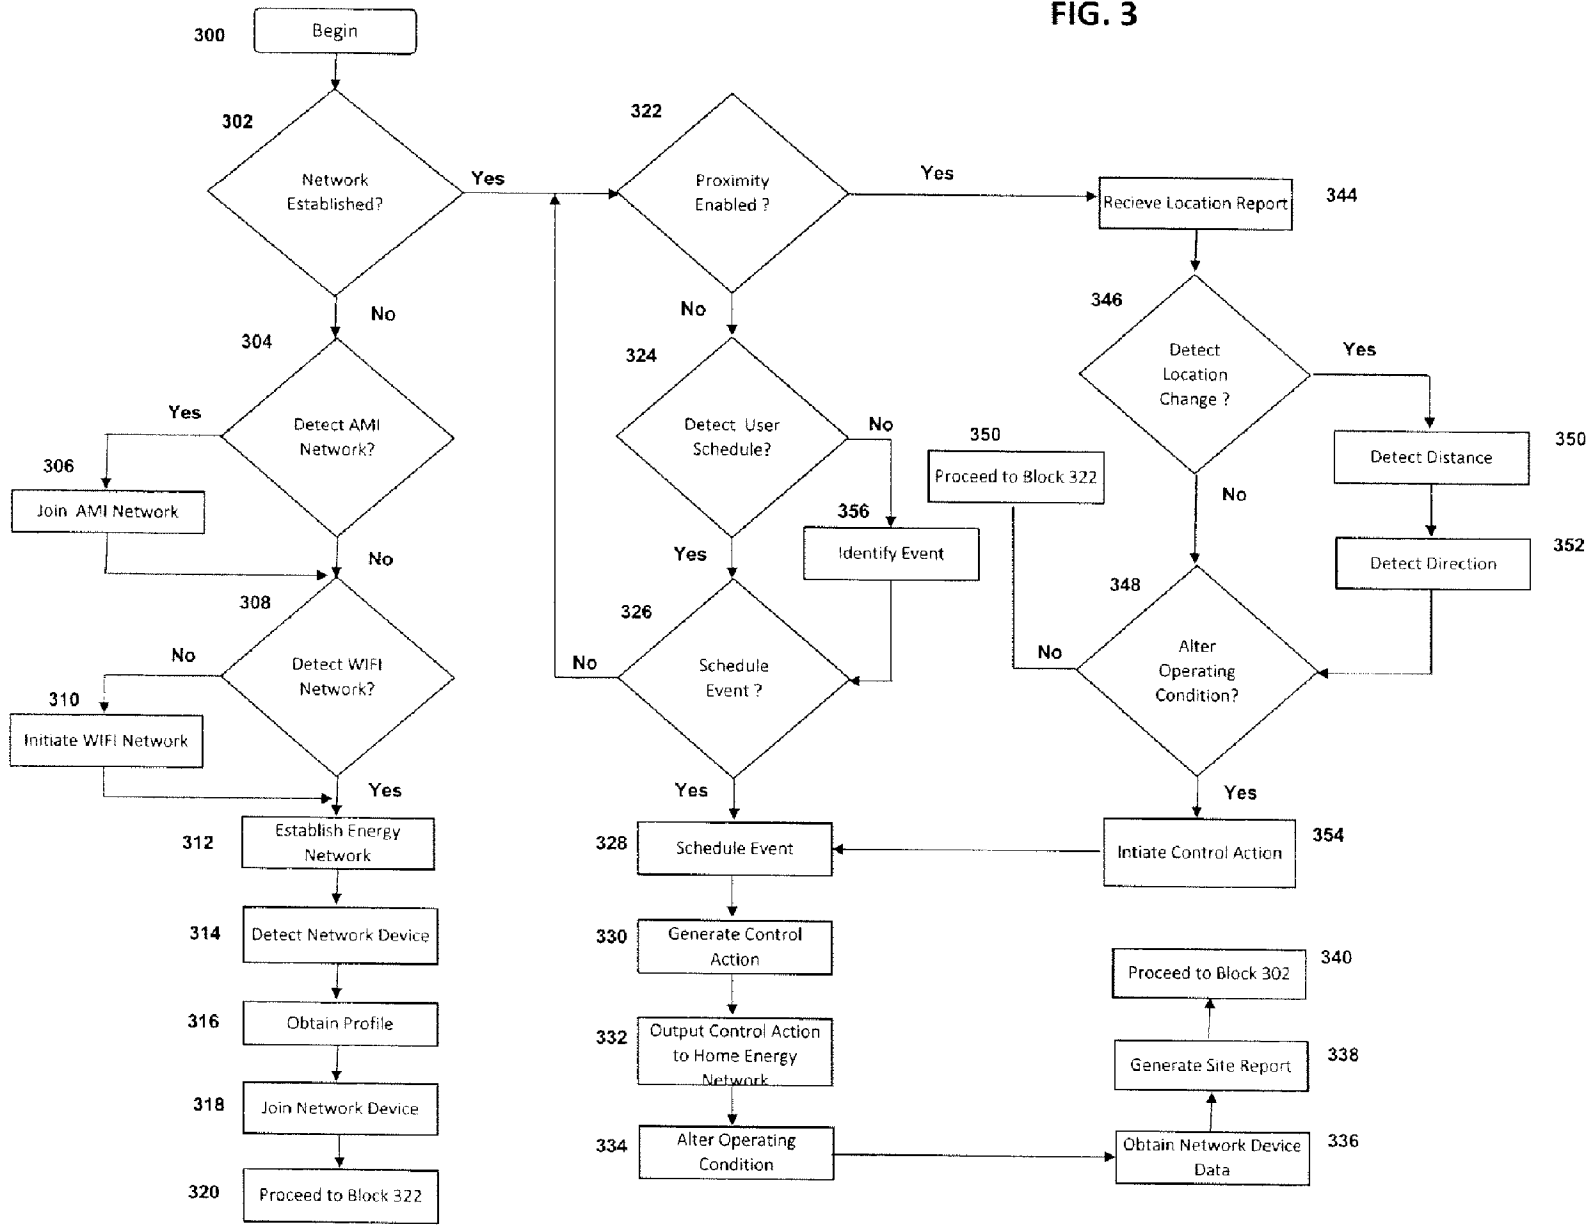 FIG. 3
300
Begin
302
Network
Established?
Yes
No
304
Detect AMI
Network?
Yes
306
Join AMI Network
No
308
Detect WIFI
Network?
No
310
Initiate WIFI Network
Yes
312
Establish Energy
Network
314
Detect Network Device
316
Obtain Profile
318
Join Network Device
320
Proceed to Block 322
322
Proximity
Enabled ?
Yes
No
324
Detect User
Schedule?
No
356
Identify Event
Yes
326
Schedule
Event ?
No
Yes
328
Schedule Event
330
Generate Control
Action
332
Output Control Action
to Home Energy
Network
334
Alter Operating
Condition
Recieve Location Report
344
346
Detect
Location
Change ?
Yes
No
350
Detect Distance
352
Detect Direction
350
Proceed to Block 322
348
Alter
Operating
Condition?
No
Yes
354
Intiate Control Action
340
Proceed to Block 302
338
Generate Site Report
336
Obtain Network Device
Data